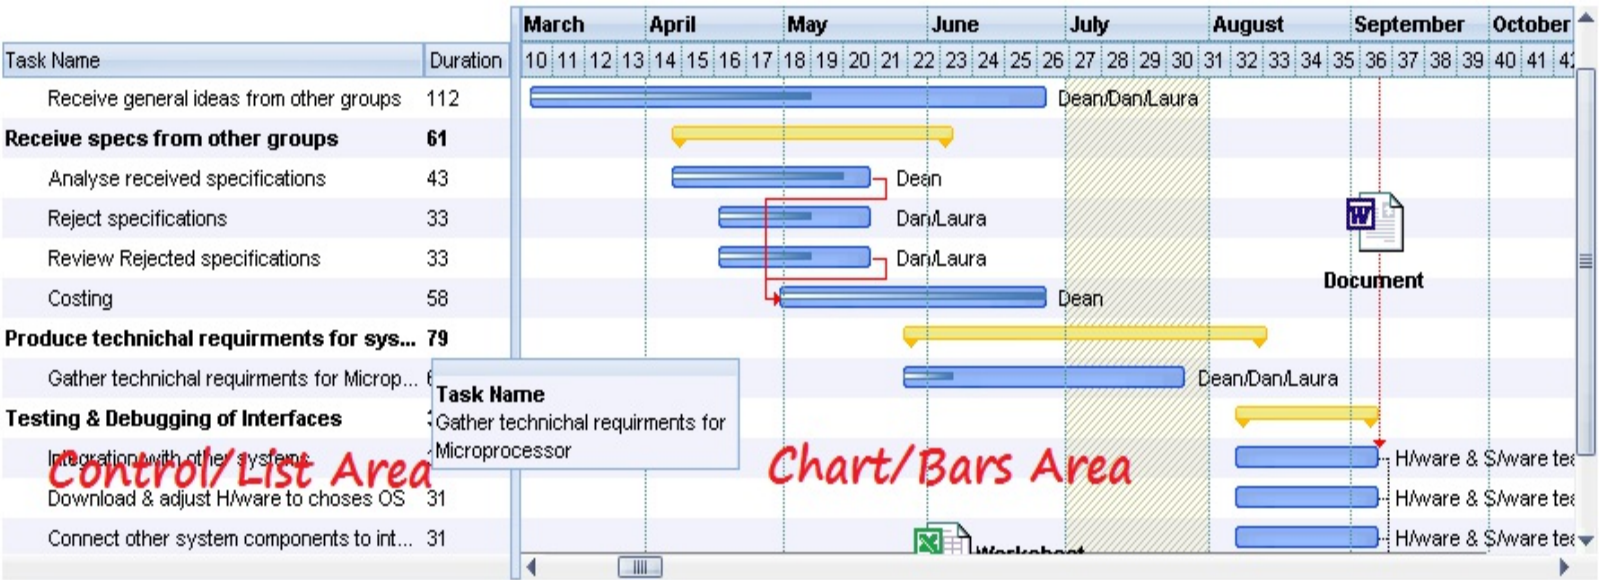 March April May June July August September October
Task Name Duration 10 11 12 13 14 15 16 17 18 19 20 21 22 23 24 25 26 27 28 29 30 31 32 33 34 35 36 37 38 39 40 41
Receive general ideas from other groups 112 Dean/Dan/Laura
Receive specs from other groups 61
Analyse received specifications 43 Dean
Reject specifications 33 Dan/Laura
Review Rejected specifications 33 Dan/Laura
Document
Costing 58 Dean
Produce technichal requirments for sys... 79
Gather technichal requirments for Microp... Dean/Dan/Laura
Task Name
Gather technichal requirments for
Microprocessor
Testing & Debugging of Interfaces
Integration with other systems H/ware & S/ware
Control/List Area Chart/Bars Area
Download & adjust H/ware to choses OS 31 H/ware & S/ware
Connect other system components to int... 31 H/ware & S/ware
Worksheet